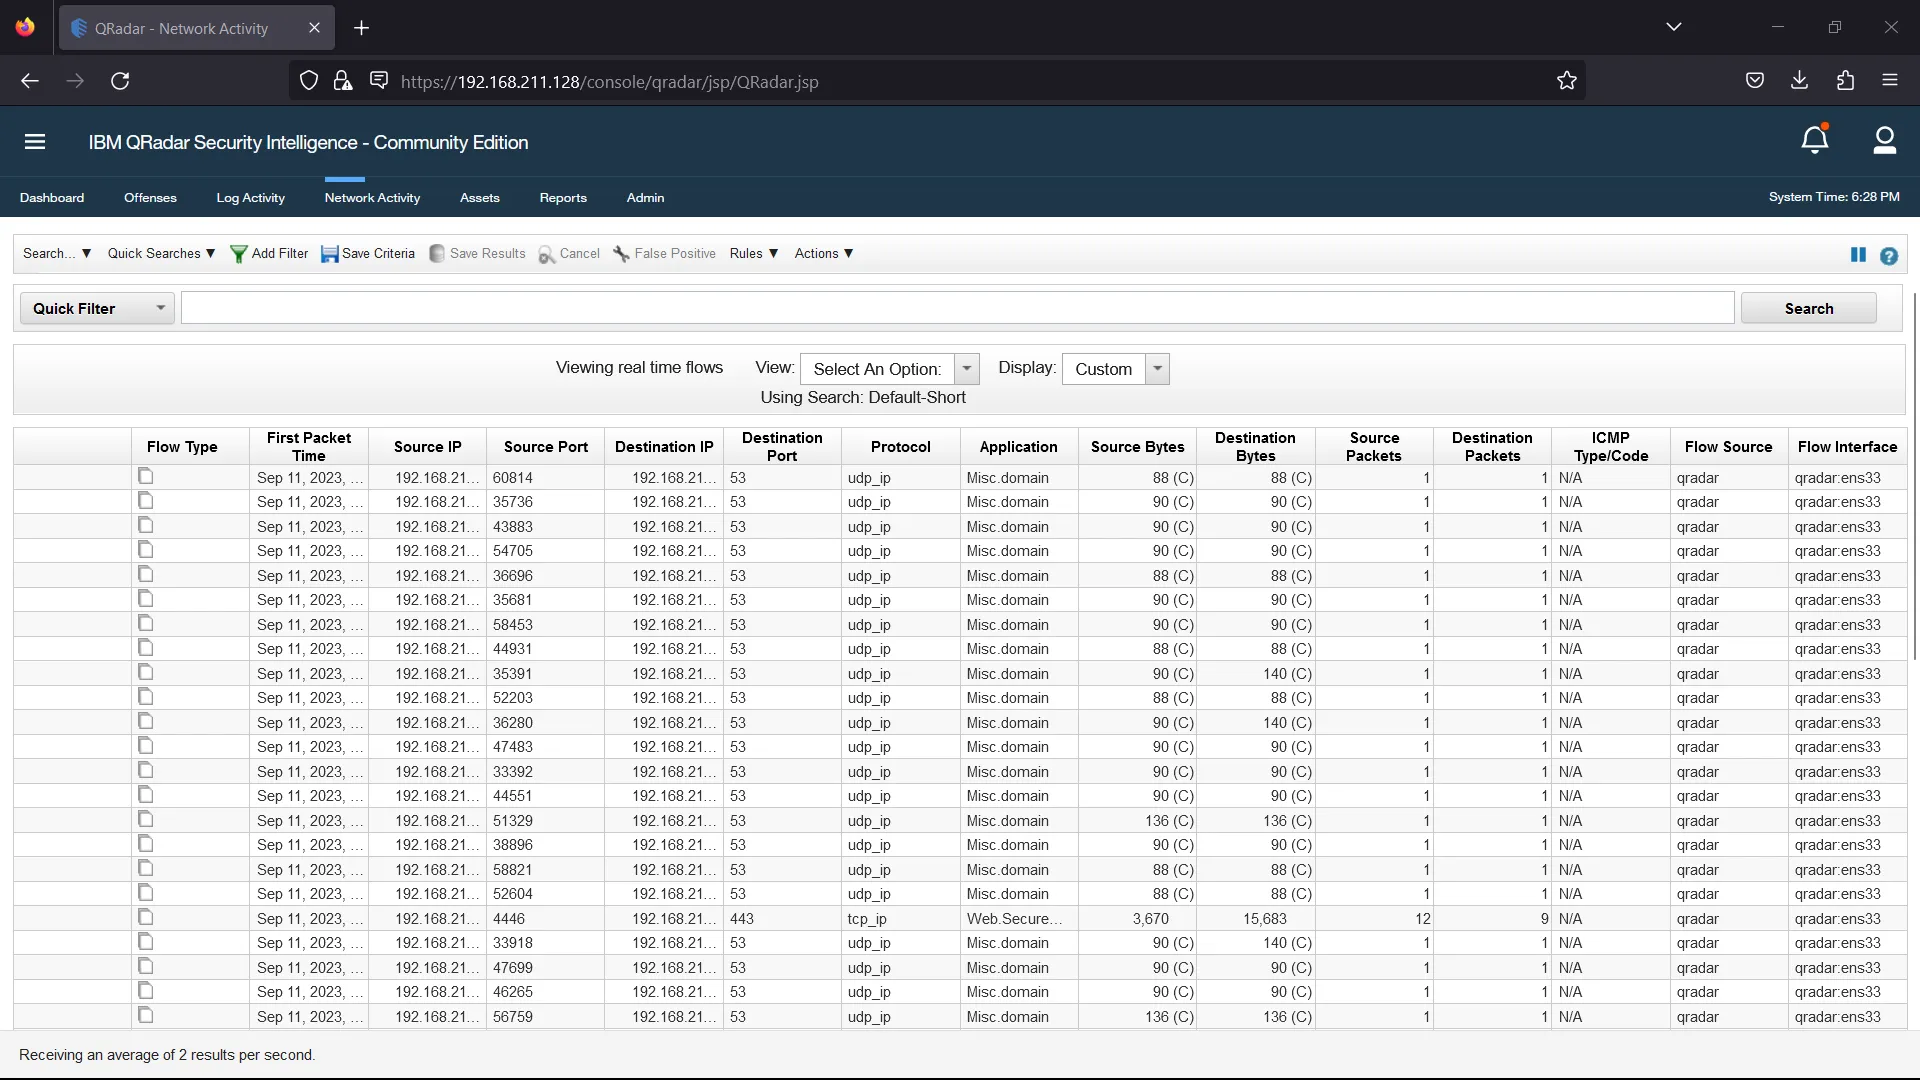 QRadar - Network Activity
https://192.168.211.128/console/qradar/jsp/QRadar.jsp
IBM QRadar Security Intelligence - Community Edition
Dashboard Offenses Log Activity Network Activity Assets Reports Admin System Time: 6:28 PM
Search... ▼ Quick Searches ▼ Add Filter Save Criteria Save Results Cancel False Positive Rules ▼ Actions ▼
Quick Filter Search
Viewing real time flows View: Select An Option: Display: Custom
Using Search: Default-Short
Flow Type First Packet Time Source IP Source Port Destination IP Destination Port Protocol Application Source Bytes Destination Bytes Source Packets Destination Packets ICMP Type/Code Flow Source Flow Interface
Sep 11, 2023, ... 192.168.21... 60814 192.168.21... 53 udp_ip Misc.domain 88 (C) 88 (C) 1 1 N/A qradar qradar:ens33
Sep 11, 2023, ... 192.168.21... 35736 192.168.21... 53 udp_ip Misc.domain 90 (C) 90 (C) 1 1 N/A qradar qradar:ens33
Sep 11, 2023, ... 192.168.21... 43883 192.168.21... 53 udp_ip Misc.domain 90 (C) 90 (C) 1 1 N/A qradar qradar:ens33
Sep 11, 2023, ... 192.168.21... 54705 192.168.21... 53 udp_ip Misc.domain 90 (C) 90 (C) 1 1 N/A qradar qradar:ens33
Sep 11, 2023, ... 192.168.21... 36696 192.168.21... 53 udp_ip Misc.domain 88 (C) 88 (C) 1 1 N/A qradar qradar:ens33
Sep 11, 2023, ... 192.168.21... 35681 192.168.21... 53 udp_ip Misc.domain 90 (C) 90 (C) 1 1 N/A qradar qradar:ens33
Sep 11, 2023, ... 192.168.21... 58453 192.168.21... 53 udp_ip Misc.domain 90 (C) 90 (C) 1 1 N/A qradar qradar:ens33
Sep 11, 2023, ... 192.168.21... 44931 192.168.21... 53 udp_ip Misc.domain 88 (C) 88 (C) 1 1 N/A qradar qradar:ens33
Sep 11, 2023, ... 192.168.21... 35391 192.168.21... 53 udp_ip Misc.domain 90 (C) 140 (C) 1 1 N/A qradar qradar:ens33
Sep 11, 2023, ... 192.168.21... 52203 192.168.21... 53 udp_ip Misc.domain 88 (C) 88 (C) 1 1 N/A qradar qradar:ens33
Sep 11, 2023, ... 192.168.21... 36280 192.168.21... 53 udp_ip Misc.domain 90 (C) 140 (C) 1 1 N/A qradar qradar:ens33
Sep 11, 2023, ... 192.168.21... 47483 192.168.21... 53 udp_ip Misc.domain 90 (C) 90 (C) 1 1 N/A qradar qradar:ens33
Sep 11, 2023, ... 192.168.21... 33392 192.168.21... 53 udp_ip Misc.domain 90 (C) 90 (C) 1 1 N/A qradar qradar:ens33
Sep 11, 2023, ... 192.168.21... 44551 192.168.21... 53 udp_ip Misc.domain 90 (C) 90 (C) 1 1 N/A qradar qradar:ens33
Sep 11, 2023, ... 192.168.21... 51329 192.168.21... 53 udp_ip Misc.domain 136 (C) 136 (C) 1 1 N/A qradar qradar:ens33
Sep 11, 2023, ... 192.168.21... 38896 192.168.21... 53 udp_ip Misc.domain 90 (C) 90 (C) 1 1 N/A qradar qradar:ens33
Sep 11, 2023, ... 192.168.21... 58821 192.168.21... 53 udp_ip Misc.domain 88 (C) 88 (C) 1 1 N/A qradar qradar:ens33
Sep 11, 2023, ... 192.168.21... 52604 192.168.21... 53 udp_ip Misc.domain 88 (C) 88 (C) 1 1 N/A qradar qradar:ens33
Sep 11, 2023, ... 192.168.21... 4446 192.168.21... 443 tcp_ip Web.Secure... 3,670 15,683 12 9 N/A qradar qradar:ens33
Sep 11, 2023, ... 192.168.21... 33918 192.168.21... 53 udp_ip Misc.domain 90 (C) 140 (C) 1 1 N/A qradar qradar:ens33
Sep 11, 2023, ... 192.168.21... 47699 192.168.21... 53 udp_ip Misc.domain 90 (C) 90 (C) 1 1 N/A qradar qradar:ens33
Sep 11, 2023, ... 192.168.21... 46265 192.168.21... 53 udp_ip Misc.domain 90 (C) 90 (C) 1 1 N/A qradar qradar:ens33
Sep 11, 2023, ... 192.168.21... 56759 192.168.21... 53 udp_ip Misc.domain 136 (C) 136 (C) 1 1 N/A qradar qradar:ens33
Receiving an average of 2 results per second.